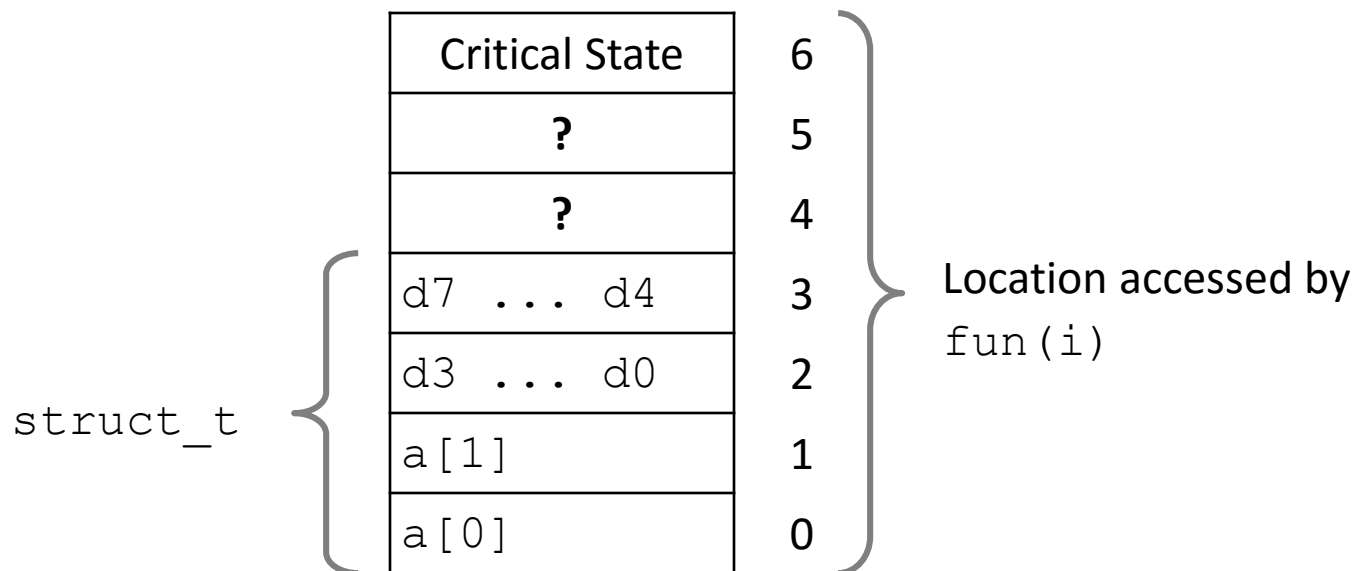 Critical State 6
? 5
? 4
d7 ... d4 3
d3 ... d0 2
a[1] 1
a[0] 0
struct_t
Location accessed by
fun(i)